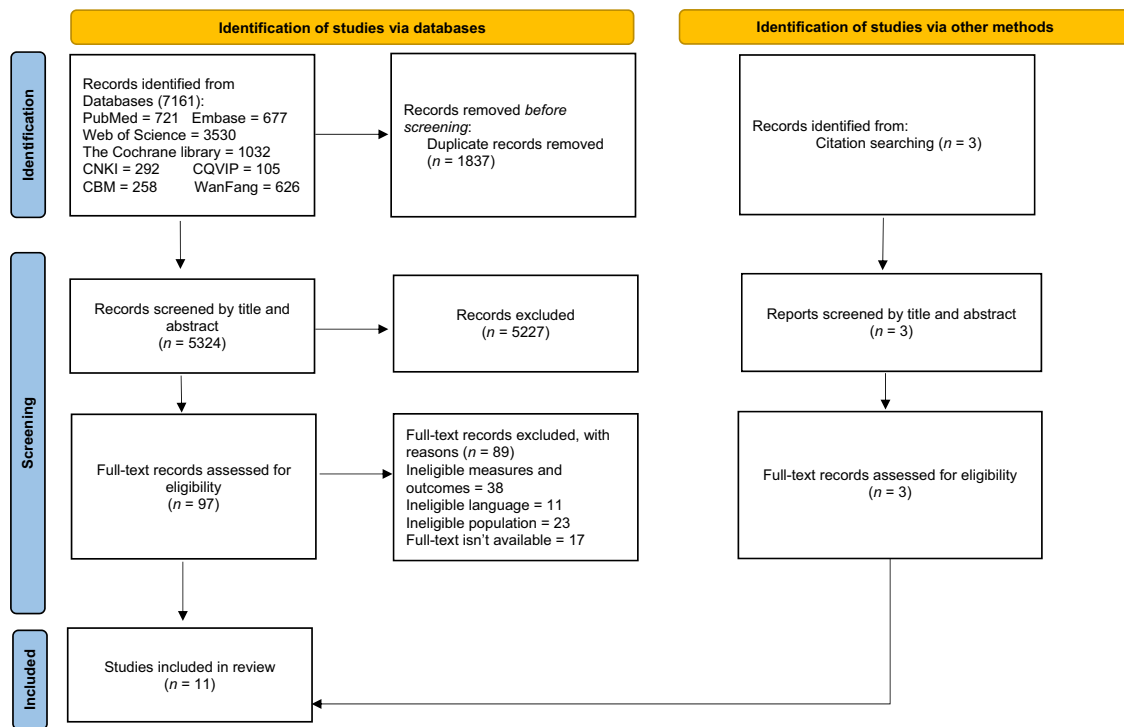 Identification of studies via databases
Identification of studies via other methods
Identification
Records identified from
Databases (7161):
PubMed = 721 Embase = 677
Web of Science = 3530
The Cochrane library = 1032
CNKI = 292 CQVIP = 105
CBM = 258 WanFang = 626
Records removed before
screening:
Duplicate records removed
(n = 1837)
Records identified from:
Citation searching (n = 3)
Screening
Records screened by title and
abstract
(n = 5324)
Records excluded
(n = 5227)
Reports screened by title and abstract
(n = 3)
Full-text records assessed for
eligibility
(n = 97)
Full-text records excluded, with
reasons (n = 89)
Ineligible measures and
outcomes = 38
Ineligible language = 11
Ineligible population = 23
Full-text isn't available = 17
Full-text records assessed for eligibility
(n = 3)
Included
Studies included in review
(n = 11)